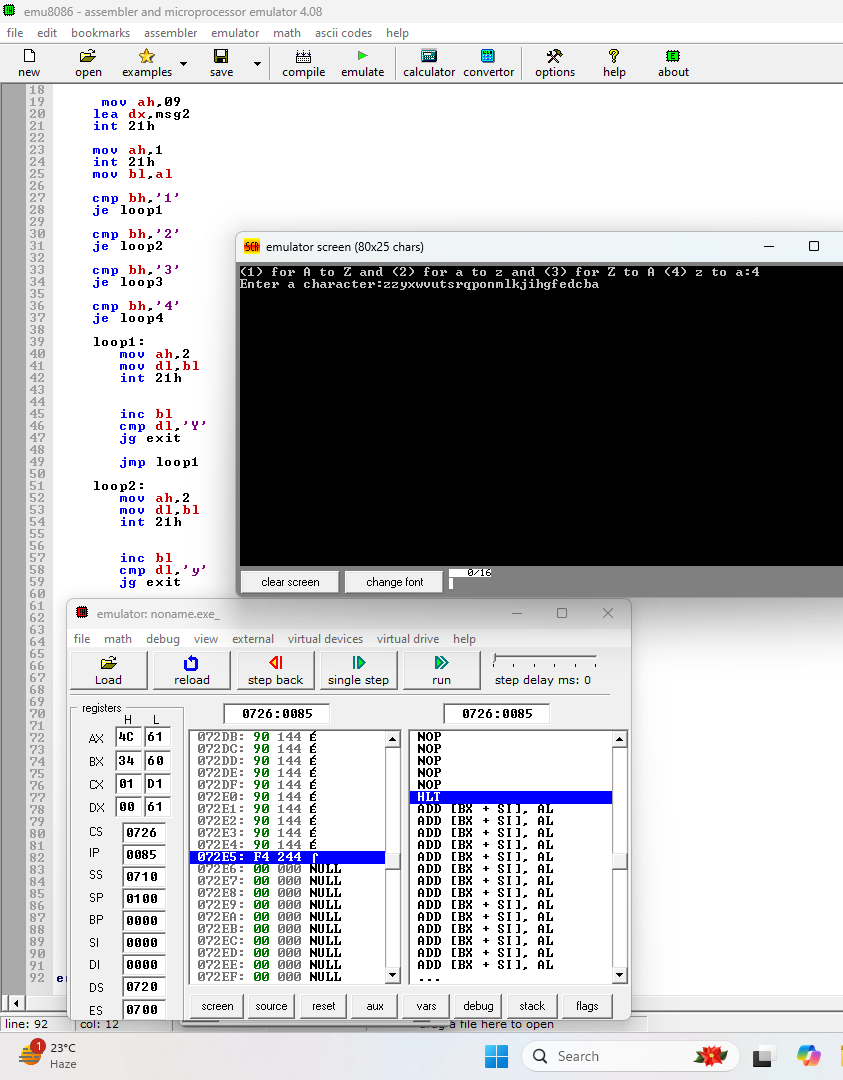 emu8086 - assembler and microprocessor emulator 4.08
file edit bookmarks assembler emulator math ascii codes help
new open examples save compile emulate calculator convertor options help about
18
19 mov ah,09
20 lea dx,msg2
21 int 21h
22
23 mov ah,1
24 int 21h
25 mov bl,al
26
27 cmp bh,'1'
28 je loop1
29
30 cmp bh,'2'
31 je loop2
32
33 cmp bh,'3'
34 je loop3
35
36 cmp bh,'4'
37 je loop4
38
39 loop1:
40 mov ah,2
41 mov dl,bl
42 int 21h
43
44
45 inc bl
46 cmp dl,'Y'
47 jg exit
48
49 jmp loop1
50
51 loop2:
52 mov ah,2
53 mov dl,bl
54 int 21h
55
56
57 inc bl
58 cmp dl,'y'
59 jg exit
60
61
62
63
64
65
66
67
68
69
70
71
72
73
74
75
76
77
78
79
80
81
82
83
84
85
86
87
88
89
90
91
92
line: 92 col: 12 drag a file here to open
SCR emulator screen (80x25 chars)
(1) for A to Z and (2) for a to z and (3) for Z to A (4) z to a:4
Enter a character:zzyxwvutsrqponmlkjihgfedcba
clear screen change font 0/16
emulator: noname.exe_
file math debug view external virtual devices virtual drive help
Load reload step back single step run step delay ms: 0
registers
H L
AX 4C 61
BX 34 60
CX 01 D1
DX 00 61
CS 0726
IP 0085
SS 0710
SP 0100
BP 0000
SI 0000
DI 0000
DS 0720
ES 0700
0726:0085
072DB: 90 144 É
072DC: 90 144 É
072DD: 90 144 É
072DE: 90 144 É
072DF: 90 144 É
072E0: 90 144 É
072E1: 90 144 É
072E2: 90 144 É
072E3: 90 144 É
072E4: 90 144 É
072E5: F4 244 ⌠
072E6: 00 000 NULL
072E7: 00 000 NULL
072E8: 00 000 NULL
072E9: 00 000 NULL
072EA: 00 000 NULL
072EB: 00 000 NULL
072EC: 00 000 NULL
072ED: 00 000 NULL
072EE: 00 000 NULL
072EF: 00 000 NULL
0726:0085
NOP
NOP
NOP
NOP
NOP
HLT
ADD [BX + SI], AL
ADD [BX + SI], AL
ADD [BX + SI], AL
ADD [BX + SI], AL
ADD [BX + SI], AL
ADD [BX + SI], AL
ADD [BX + SI], AL
ADD [BX + SI], AL
ADD [BX + SI], AL
ADD [BX + SI], AL
ADD [BX + SI], AL
ADD [BX + SI], AL
ADD [BX + SI], AL
ADD [BX + SI], AL
...
screen source reset aux vars debug stack flags
1
23°C
Haze
Search